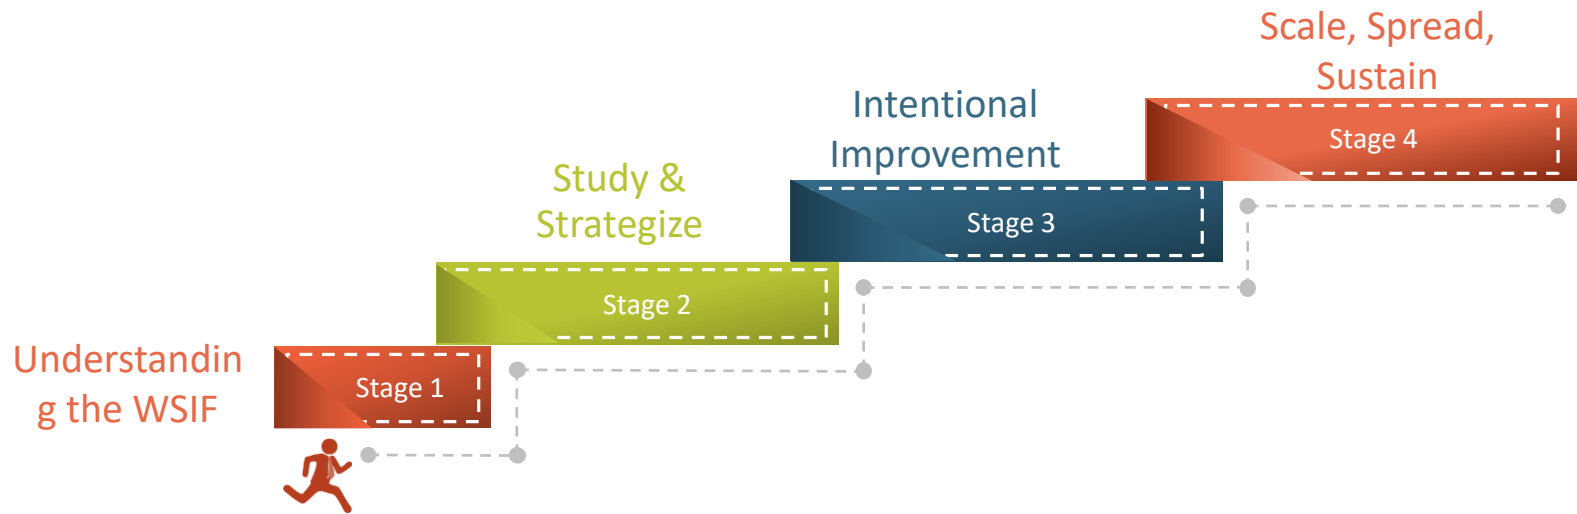 Understandin
g the WSIF
Stage 1
Study &
Strategize
Stage 2
Intentional
Improvement
Stage 3
Scale, Spread,
Sustain
Stage 4